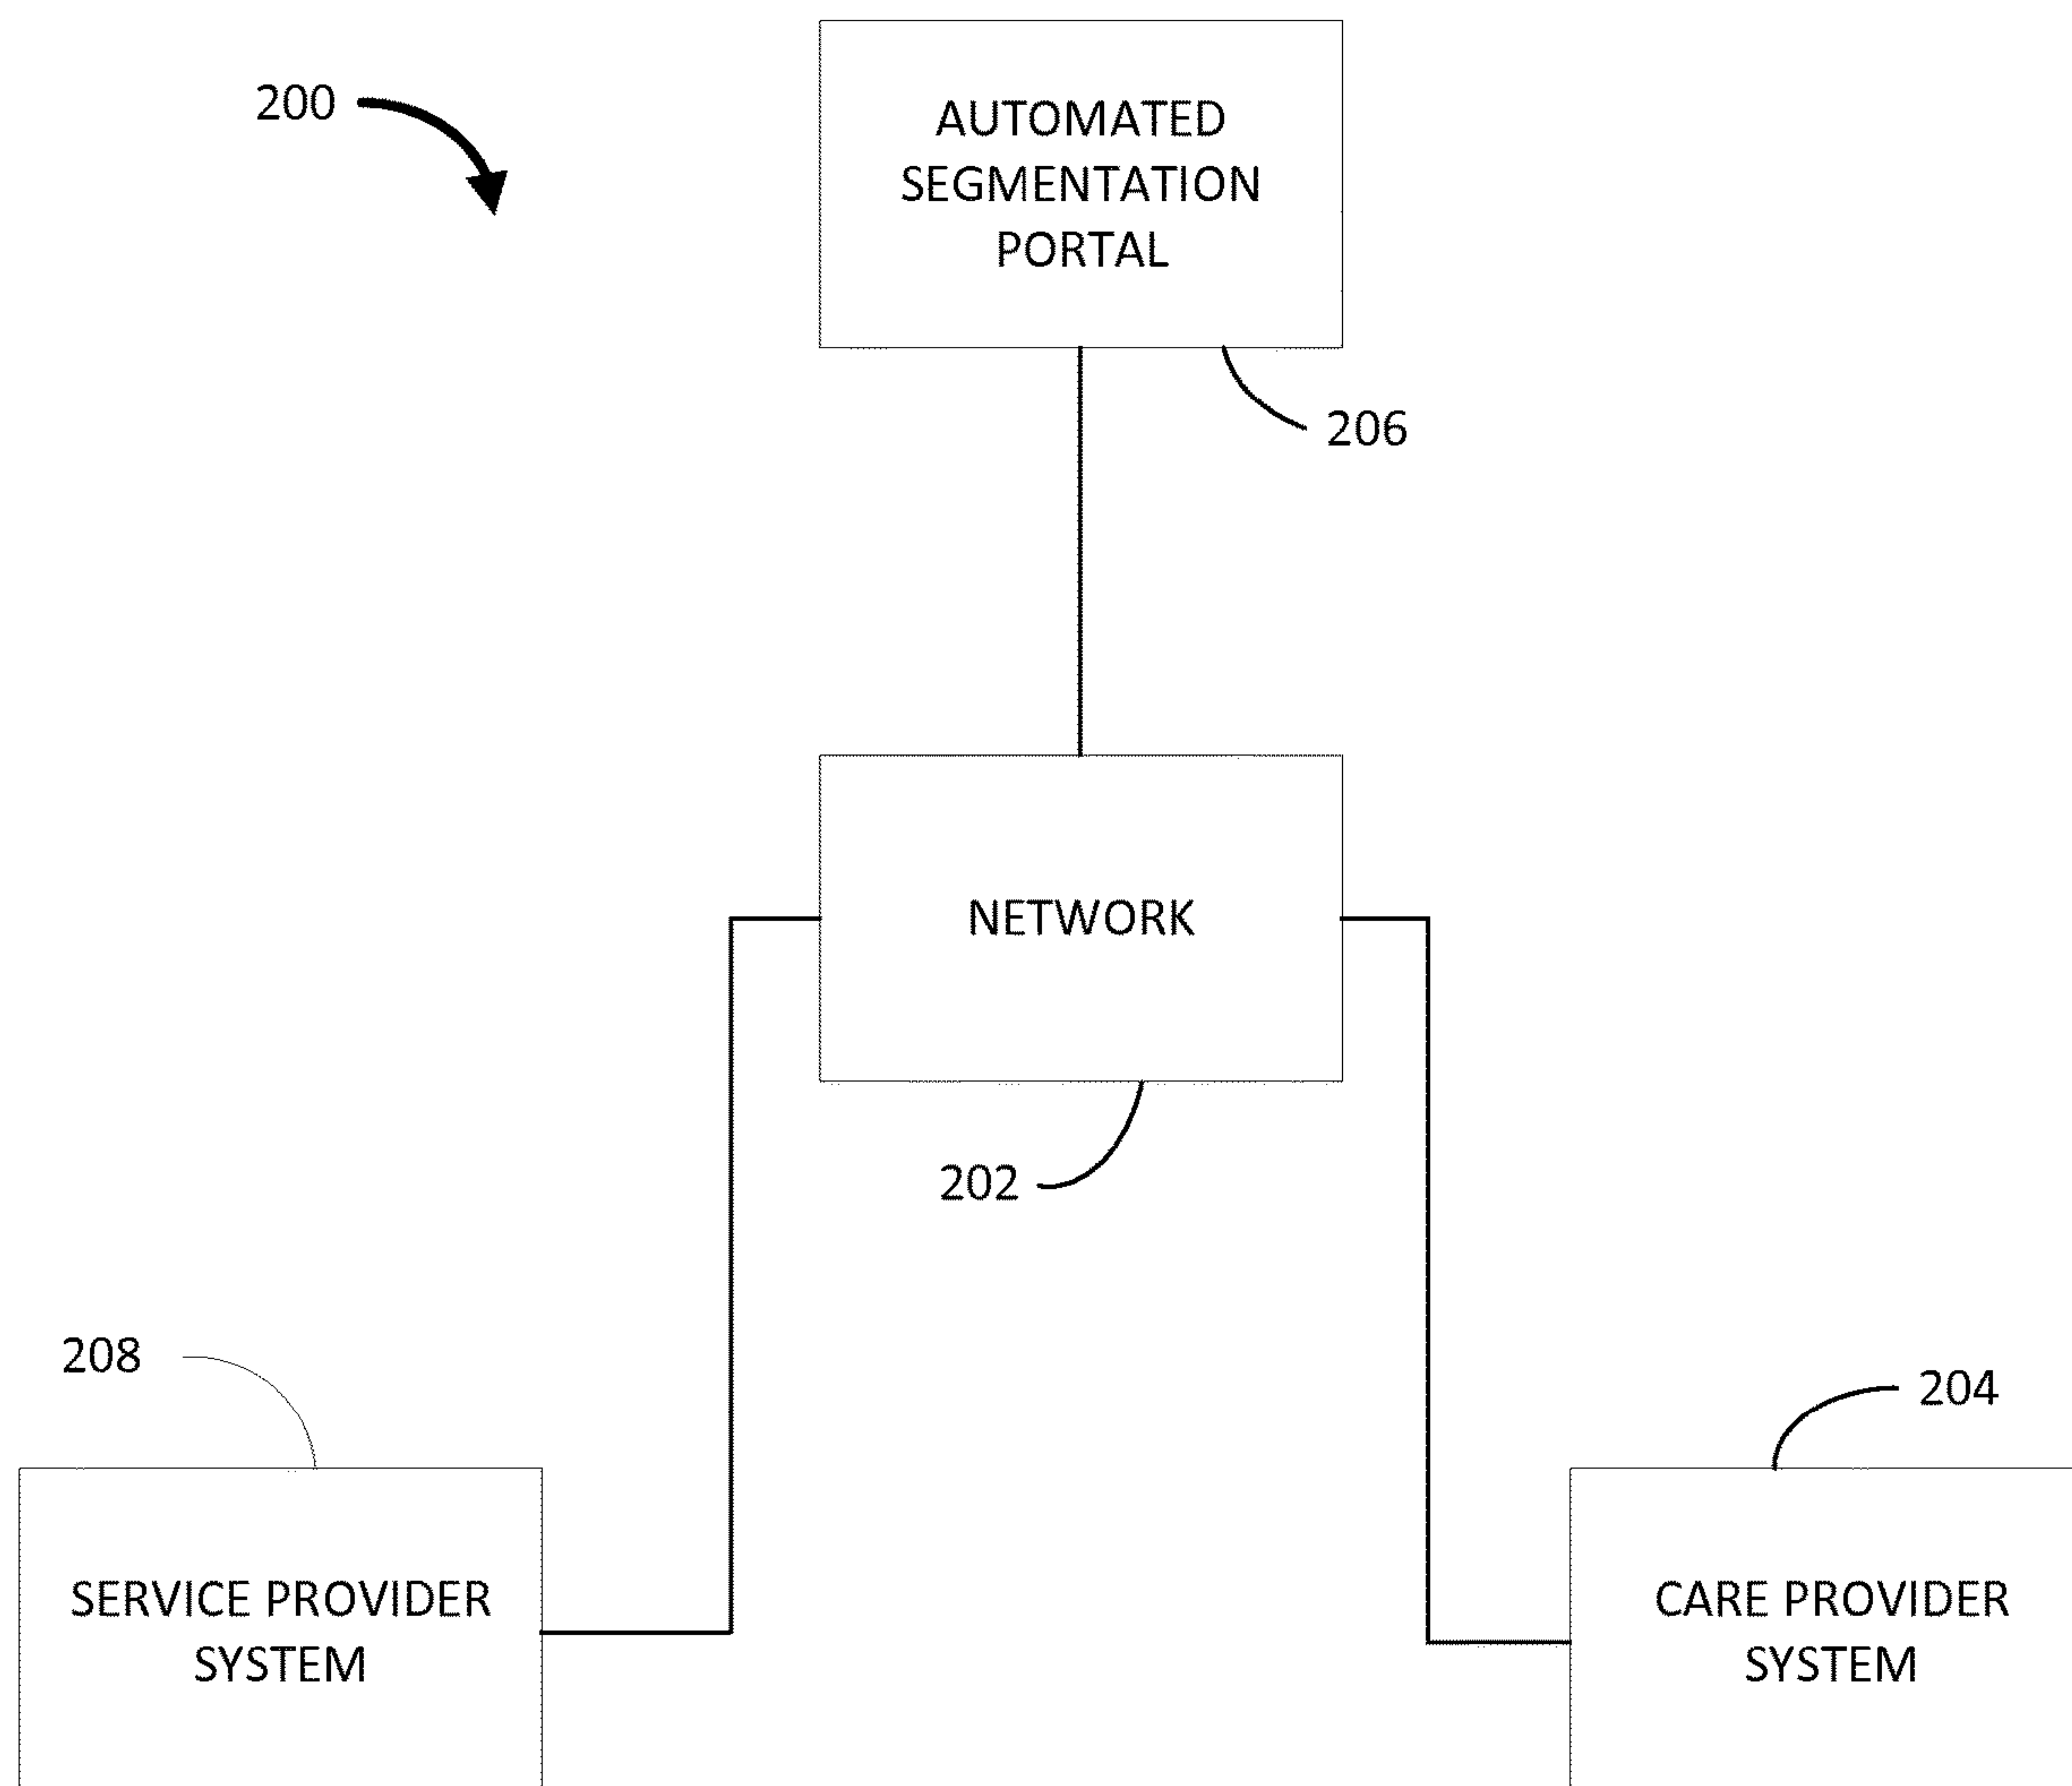 200
AUTOMATED
SEGMENTATION
PORTAL
206
NETWORK
202
208
204
SERVICE PROVIDER
SYSTEM
CARE PROVIDER
SYSTEM